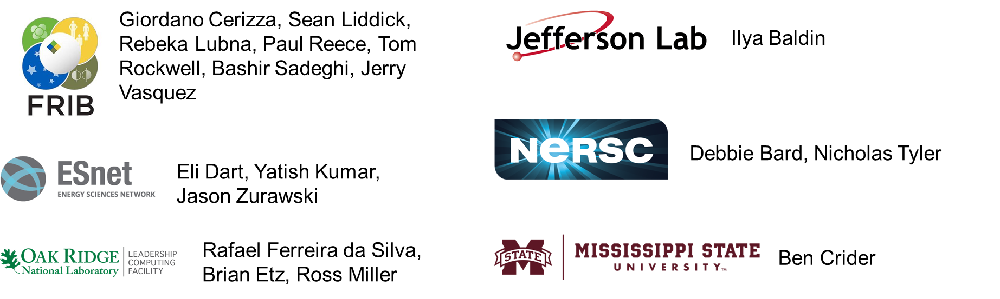 Giordano Cerizza, Sean Liddick,
Rebeka Lubna, Paul Reece, Tom
Rockwell, Bashir Sadeghi, Jerry
Vasquez
FRIB
Jefferson Lab
Ilya Baldin
NERSC
Debbie Bard, Nicholas Tyler
ESnet
ENERGY SCIENCES NETWORK
Eli Dart, Yatish Kumar,
Jason Zurawski
OAK RIDGE
National Laboratory
LEADERSHIP
COMPUTING
FACILITY
Rafael Ferreira da Silva,
Brian Etz, Ross Miller
M STATE
MISSISSIPPI STATE
UNIVERSITY™
Ben Crider